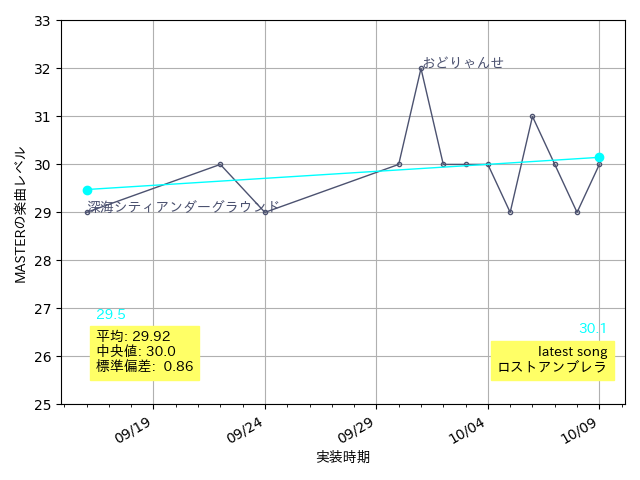 33
32
31
30
29
28
27
26
25
MASTERの楽曲レベル
おどりゃんせ
深海シティアンダーグラウンド
29.5
30.1
平均: 29.92
中央値: 30.0
標準偏差: 0.86
latest song
ロストアンブレラ
09/19
09/24
09/29
10/04
10/09
実装時期